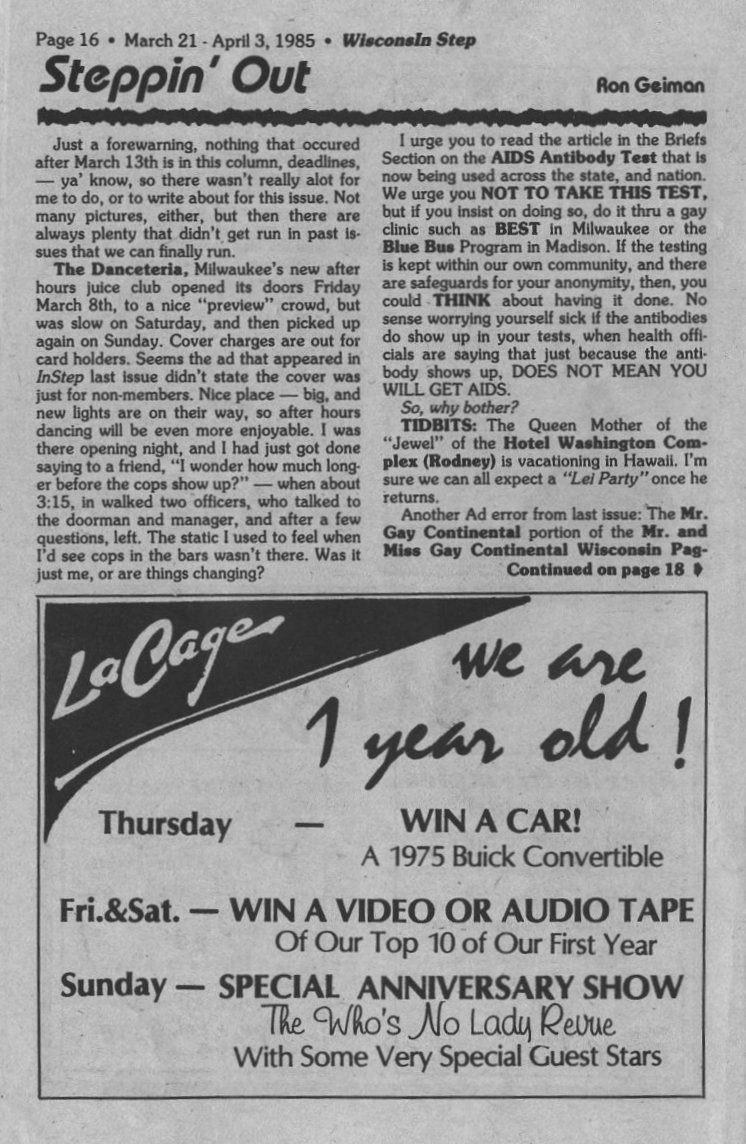 Page 16 • March 21 - April 3, 1985 • Wisconsin Step
Steppin' Out
Ron Geiman
Just a forewarning, nothing that occured
after March 13th is in this column, deadlines,
— ya' know, so there wasn't really alot for
me to do, or to write about for this issue. Not
many pictures, either, but then there are
always plenty that didn't get run in past is-
sues that we can finally run.
The Danceteria, Milwaukee's new after
hours juice club opened its doors Friday
March 8th, to a nice "preview" crowd, but
was slow on Saturday, and then picked up
again on Sunday. Cover charges are out for
card holders. Seems the ad that appeared in
InStep last issue didn't state the cover was
just for non-members. Nice place — big, and
new lights are on their way, so after hours
dancing will be even more enjoyable. I was
there opening night, and I had just got done
saying to a friend, "I wonder how much long-
er before the cops show up?" — when about
3:15, in walked two officers, who talked to
the doorman and manager, and after a few
questions, left. The static I used to feel when
I'd see cops in the bars wasn't there. Was it
just me, or are things changing?
I urge you to read the article in the Briefs
Section on the AIDS Antibody Test that is
now being used across the state, and nation.
We urge you NOT TO TAKE THIS TEST,
but if you insist on doing so, do it thru a gay
clinic such as BEST in Milwaukee or the
Blue Bus Program in Madison. If the testing
is kept within our own community, and there
are safeguards for your anonymity, then, you
could THINK about having it done. No
sense worrying yourself sick if the antibodies
do show up in your tests, when health offi-
cials are saying that just because the anti-
body shows up, DOES NOT MEAN YOU
WILL GET AIDS.
So, why bother?
TIDBITS: The Queen Mother of the
"Jewel" of the Hotel Washington Com-
plex (Rodney) is vacationing in Hawaii. I'm
sure we can all expect a "Lei Party" once he
returns.
Another Ad error from last issue: The Mr.
Gay Continental portion of the Mr. and
Miss Gay Continental Wisconsin Pag-
Continued on page 18
La Cage
we are
1 year old!
Thursday — WIN A CAR!
A 1975 Buick Convertible
Fri.&Sat. — WIN A VIDEO OR AUDIO TAPE
Of Our Top 10 of Our First Year
Sunday — SPECIAL ANNIVERSARY SHOW
The Who's No Lady Revue
With Some Very Special Guest Stars